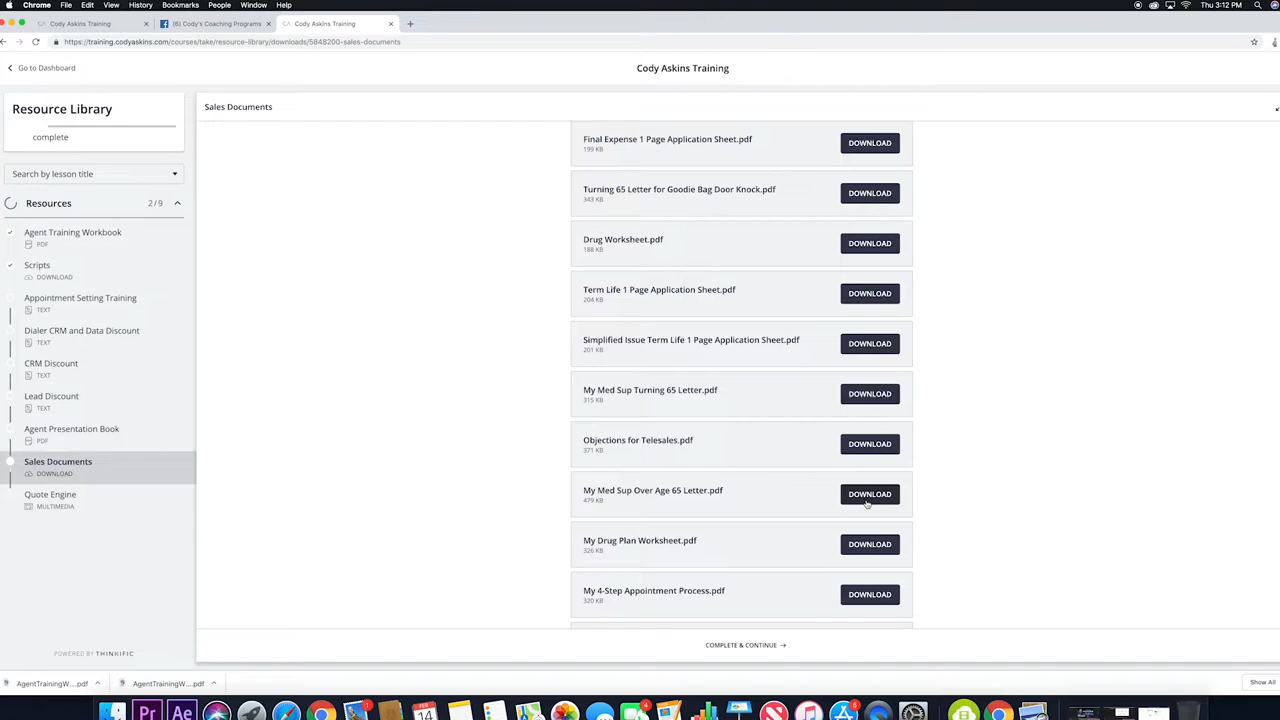 Chrome File Edit View History Bookmarks People Window Help Thu 3:12 PM
Cody Askins Training (6) Cody's Coaching Programs Cody Askins Training
https://training.codyaskins.com/courses/take/resource-library/downloads/5848200-sales-documents
Go to Dashboard
Cody Askins Training
Resource Library
complete
Search by lesson title
Resources 2/9
Agent Training Workbook
PDF
Scripts
DOWNLOAD
Appointment Setting Training
TEXT
Dialer CRM and Data Discount
TEXT
CRM Discount
TEXT
Lead Discount
TEXT
Agent Presentation Book
PDF
Sales Documents
DOWNLOAD
Quote Engine
MULTIMEDIA
POWERED BY THINKIFIC
Sales Documents
Final Expense 1 Page Application Sheet.pdf DOWNLOAD
199 KB
Turning 65 Letter for Goodie Bag Door Knock.pdf DOWNLOAD
343 KB
Drug Worksheet.pdf DOWNLOAD
188 KB
Term Life 1 Page Application Sheet.pdf DOWNLOAD
204 KB
Simplified Issue Term Life 1 Page Application Sheet.pdf DOWNLOAD
201 KB
My Med Sup Turning 65 Letter.pdf DOWNLOAD
315 KB
Objections for Telesales.pdf DOWNLOAD
371 KB
My Med Sup Over Age 65 Letter.pdf DOWNLOAD
479 KB
My Drug Plan Worksheet.pdf DOWNLOAD
326 KB
My 4-Step Appointment Process.pdf DOWNLOAD
320 KB
COMPLETE & CONTINUE →
AgentTrainingW....pdf AgentTrainingW....pdf Show All
Pr Ae FEB 14